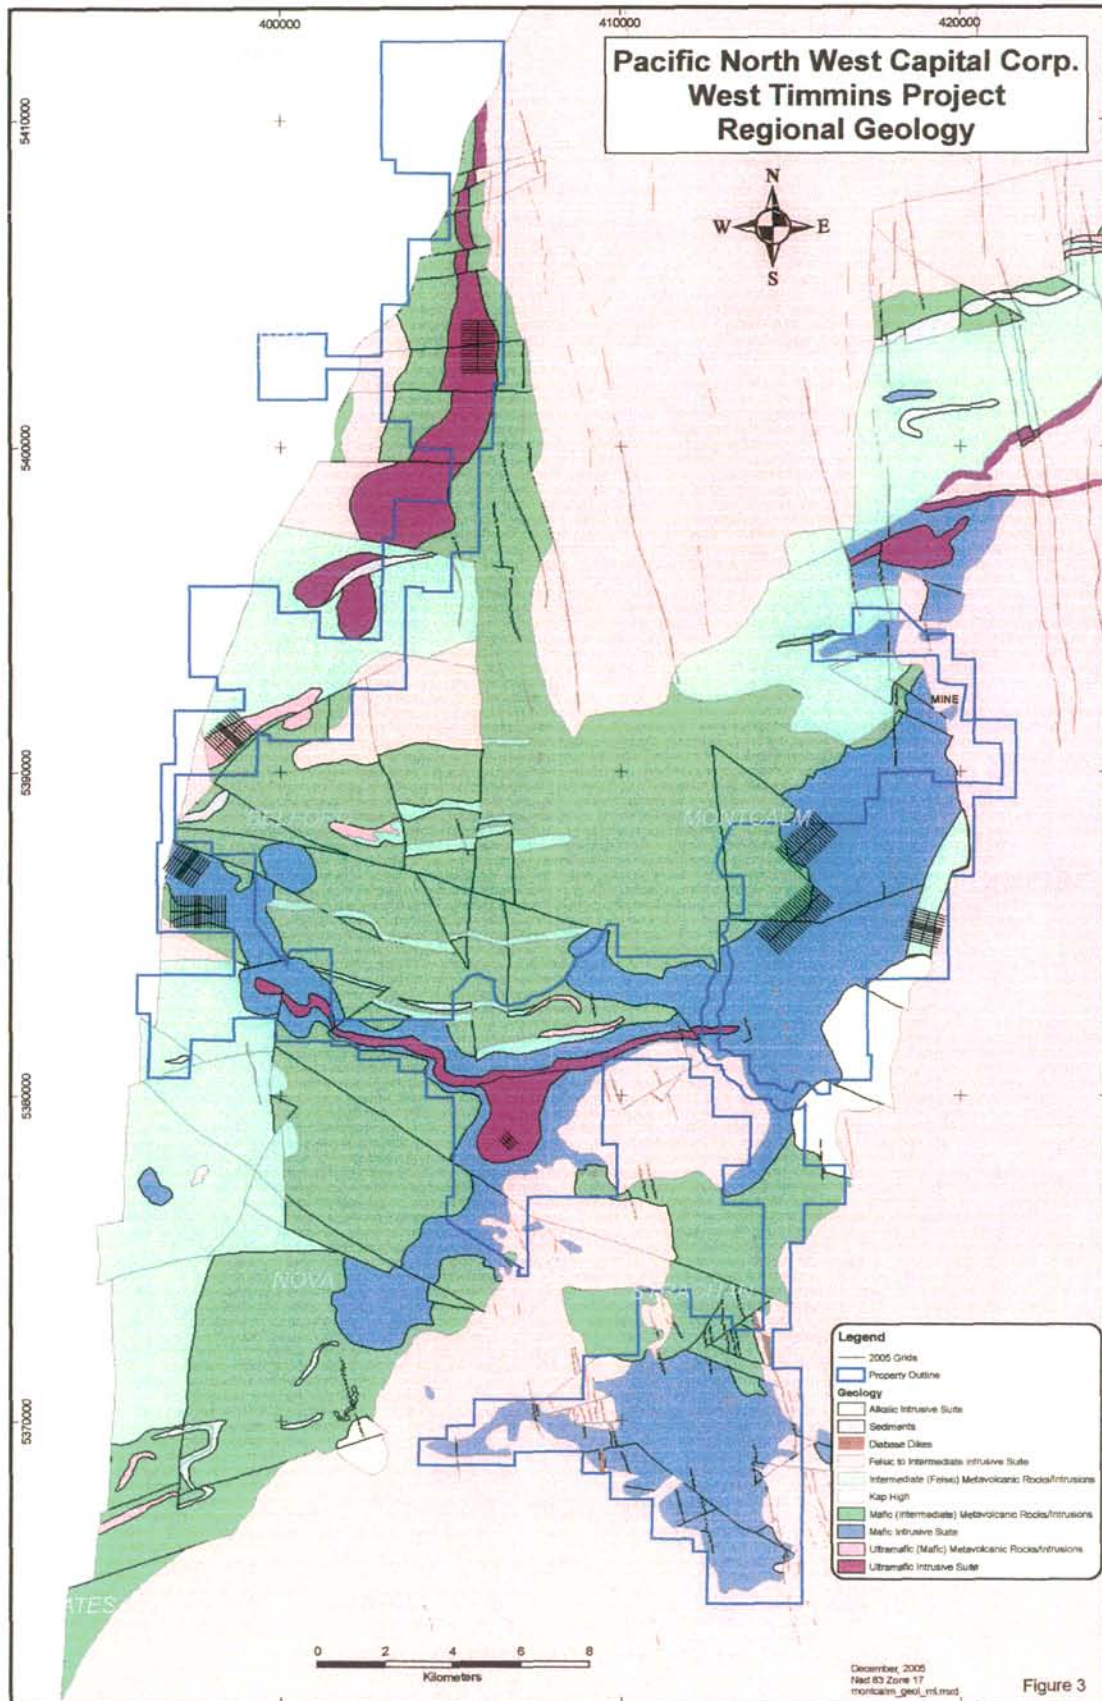 400000
410000
420000
Pacific North West Capital Corp.
West Timmins Project
Regional Geology
5410000
N
W
E
S
5400000
MINE
5390000
MONTCALM
5380000
NOVA
Legend
2005 Grids
Property Outline
Geology
Alkalic Intrusive Suite
Sediments
Diabase Dikes
Felsic to Intermediate Intrusive Suite
Intermediate (Felsic) Metavolcanic Rocks/Intrusions
Kap High
Mafic (Intermediate) Metavolcanic Rocks/Intrusions
Mafic Intrusive Suite
Ultramafic (Mafic) Metavolcanic Rocks/Intrusions
Ultramafic Intrusive Suite
5370000
ATES
0 2 4 6 8
Kilometers
December, 2005
Nad 83 Zone 17
montcalm_geol_ml.mxd
Figure 3